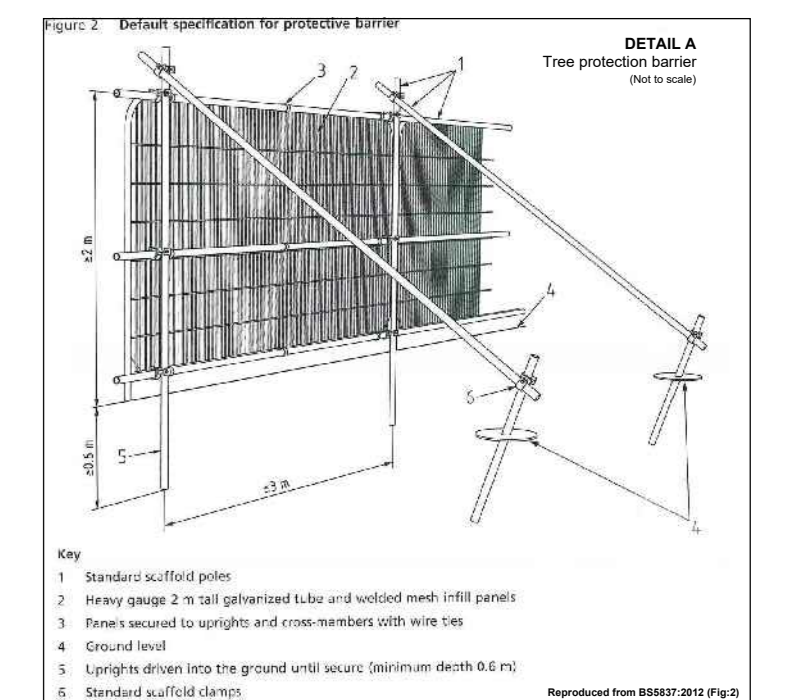 Figure 2 Default specification for protective barrier
DETAIL A
Tree protection barrier
(Not to scale)
1
3
2
≥2 m
4
6
5
≥0.6 m
≤3 m
4
Key
1 Standard scaffold poles
2 Heavy gauge 2 m tall galvanized tube and welded mesh infill panels
3 Panels secured to uprights and cross-members with wire ties
4 Ground level
5 Uprights driven into the ground until secure (minimum depth 0.6 m)
6 Standard scaffold clamps
Reproduced from BS5837:2012 (Fig:2)